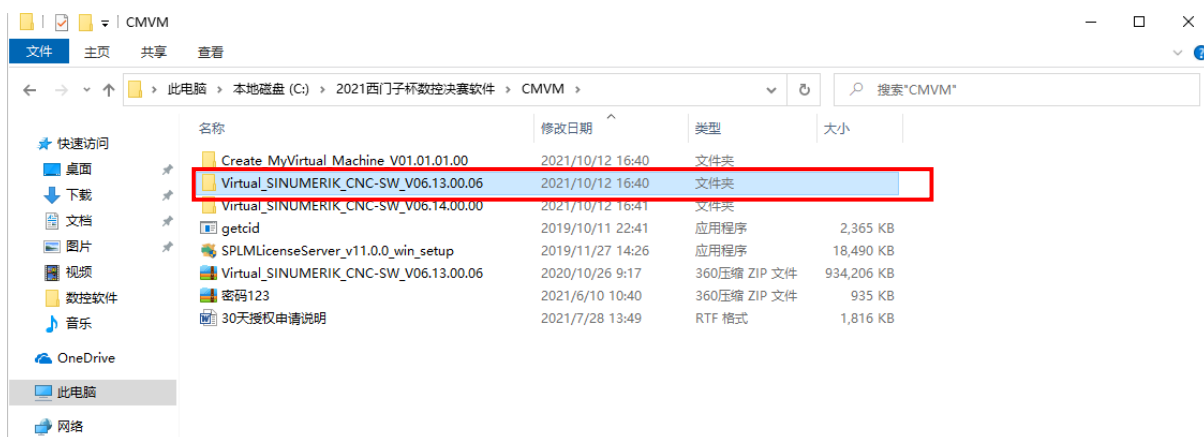 CMVM
文件 主页 共享 查看
此电脑 › 本地磁盘 (C:) › 2021西门子杯数控决赛软件 › CMVM › 搜索"CMVM"
名称 修改日期 类型 大小
快速访问
桌面
下载
文档
图片
视频
数控软件
音乐
OneDrive
此电脑
网络
Create_MyVirtual_Machine_V01.01.01.00 2021/10/12 16:40 文件夹
Virtual_SINUMERIK_CNC-SW_V06.13.00.06 2021/10/12 16:40 文件夹
Virtual_SINUMERIK_CNC-SW_V06.14.00.00 2021/10/12 16:41 文件夹
getcid 2019/10/11 22:41 应用程序 2,365 KB
SPLMLicenseServer_v11.0.0_win_setup 2019/11/27 14:26 应用程序 18,490 KB
Virtual_SINUMERIK_CNC-SW_V06.13.00.06 2020/10/26 9:17 360压缩 ZIP 文件 934,206 KB
密码123 2021/6/10 10:40 360压缩 ZIP 文件 935 KB
30天授权申请说明 2021/7/28 13:49 RTF 格式 1,816 KB